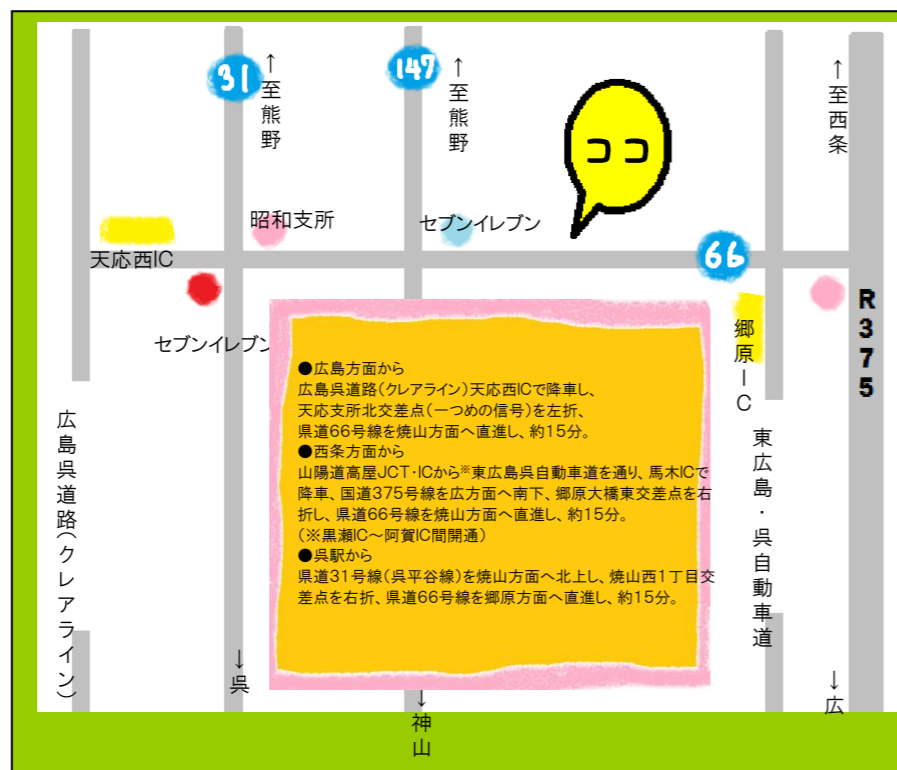 31
↑至熊野
147
↑至熊野
ココ
↑至西条
昭和支所
セブンイレブン
天応西IC
66
セブンイレブン
郷原IC
R375
●広島方面から
広島呉道路(クレアライン)天応西ICで降車し、
天応支所北交差点(一つめの信号)を左折、
県道66号線を焼山方面へ直進し、約15分。
●西条方面から
山陽道高屋JCT・ICから※東広島呉自動車道を通り、馬木ICで
降車、国道375号線を広方面へ南下、郷原大橋東交差点を右
折し、県道66号線を焼山方面へ直進し、約15分。
(※黒瀬IC～阿賀IC間開通)
●呉駅から
県道31号線(呉平谷線)を焼山方面へ北上し、焼山西1丁目交
差点を右折、県道66号線を郷原方面へ直進し、約15分。
広島呉道路(クレアライン)
東広島・呉自動車道
↓呉
↓神山
↓広